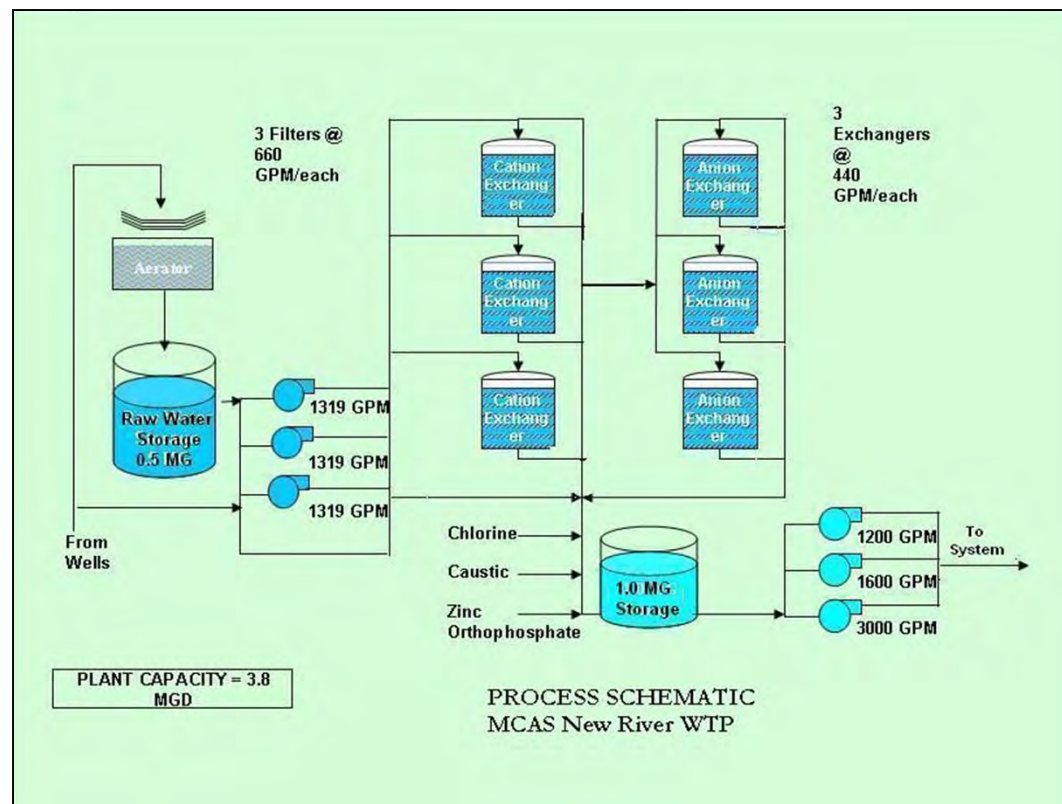 3 Filters @
660
GPM/each
3
Exchangers
@
440
GPM/each
Cation
Exchang
er
Anion
Exchang
er
Aerator
Cation
Exchang
er
Anion
Exchang
er
Raw Water
Storage
0.5 MG
1319 GPM
1319 GPM
1319 GPM
Cation
Exchang
er
Anion
Exchang
er
From
Wells
Chlorine
Caustic
Zinc
Orthophosphate
1.0 MG
Storage
1200 GPM
1600 GPM
3000 GPM
To
System
PLANT CAPACITY = 3.8
MGD
PROCESS SCHEMATIC
MCAS New River WTP